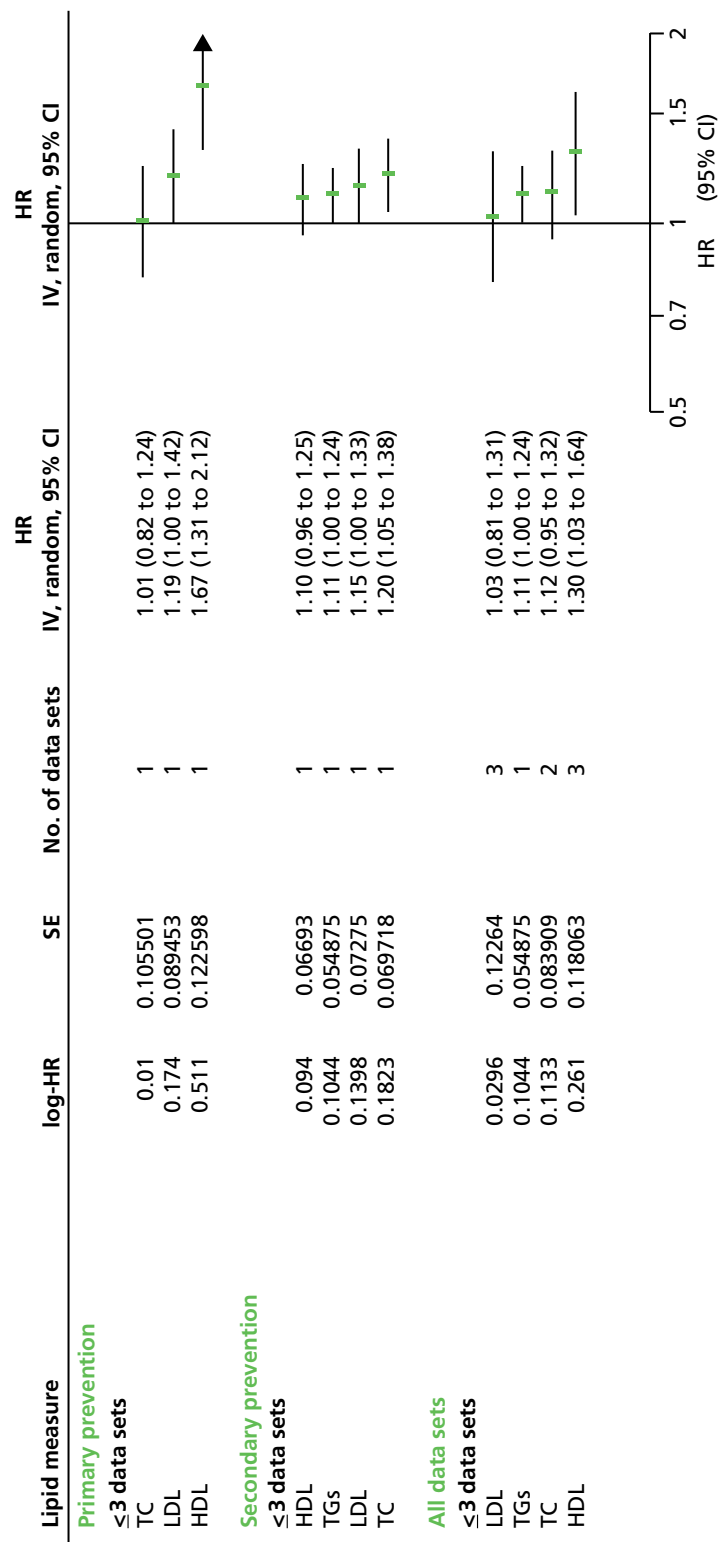 Lipid measure log-HR SE No. of data sets HR IV, random, 95% CI HR IV, random, 95% CI
Primary prevention
≤3 data sets
TC 0.01 0.105501 1 1.01 (0.82 to 1.24)
LDL 0.174 0.089453 1 1.19 (1.00 to 1.42)
HDL 0.511 0.122598 1 1.67 (1.31 to 2.12)
Secondary prevention
≤3 data sets
HDL 0.094 0.06693 1 1.10 (0.96 to 1.25)
TGs 0.1044 0.054875 1 1.11 (1.00 to 1.24)
LDL 0.1398 0.07275 1 1.15 (1.00 to 1.33)
TC 0.1823 0.069718 1 1.20 (1.05 to 1.38)
All data sets
≤3 data sets
LDL 0.0296 0.12264 3 1.03 (0.81 to 1.31)
TGs 0.1044 0.054875 1 1.11 (1.00 to 1.24)
TC 0.1133 0.083909 2 1.12 (0.95 to 1.32)
HDL 0.261 0.118063 3 1.30 (1.03 to 1.64)
0.5 0.7 1 1.5 2
HR (95% CI)